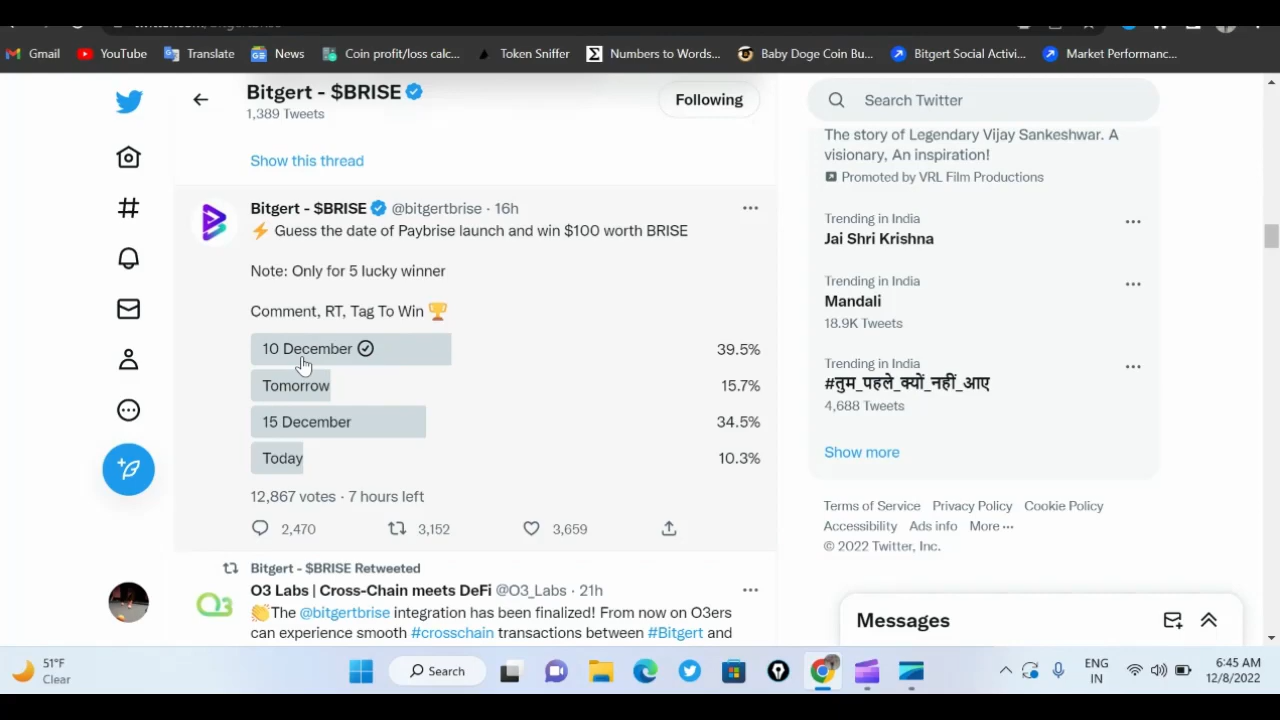 Gmail
YouTube
Translate
News
Coin profit/loss calc...
Token Sniffer
Numbers to Words...
Baby Doge Coin Bu...
Bitgert Social Activi...
Market Performanc...
Bitgert - $BRISE
1,389 Tweets
Following
Show this thread
Bitgert - $BRISE @bitgertbrise · 16h
⚡ Guess the date of Paybrise launch and win $100 worth BRISE
Note: Only for 5 lucky winner
Comment, RT, Tag To Win 🏆
10 December 39.5%
Tomorrow 15.7%
15 December 34.5%
Today 10.3%
12,867 votes · 7 hours left
2,470 3,152 3,659
Bitgert - $BRISE Retweeted
O3 Labs | Cross-Chain meets DeFi @O3_Labs · 21h
👏The @bitgertbrise integration has been finalized! From now on O3ers
can experience smooth #crosschain transactions between #Bitgert and
Search Twitter
The story of Legendary Vijay Sankeshwar. A
visionary, An inspiration!
Promoted by VRL Film Productions
Trending in India
Jai Shri Krishna
Trending in India
Mandali
18.9K Tweets
Trending in India
#तुम_पहले_क्यों_नहीं_आए
4,688 Tweets
Show more
Terms of Service Privacy Policy Cookie Policy
Accessibility Ads info More ···
© 2022 Twitter, Inc.
Messages
51°F
Clear
Search
ENG
IN
6:45 AM
12/8/2022